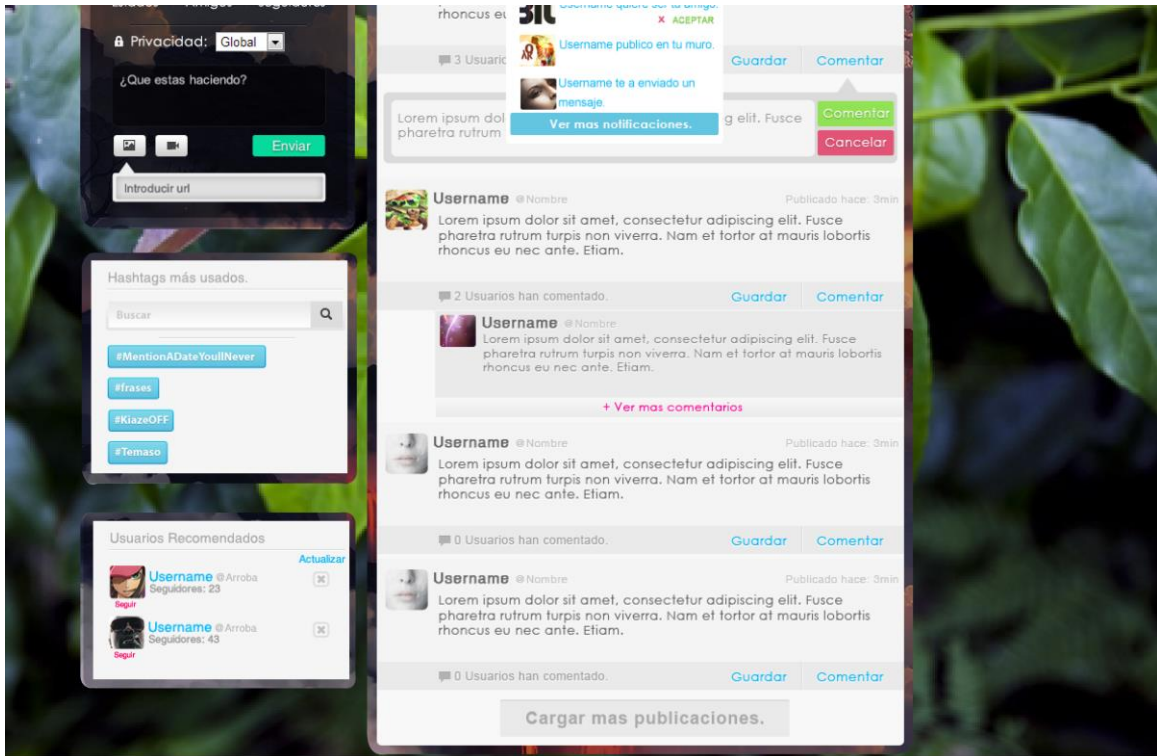 Estados Amigos Seguidores
Privacidad: Global
¿Que estas haciendo?
Enviar
Introducir url
Hashtags más usados.
Buscar
#MentionADateYoullNever
#frases
#KiazeOFF
#Temaso
Usuarios Recomendados
Actualizar
Username @Arroba
Seguidores: 23
Seguir
Username @Arroba
Seguidores: 43
Seguir
rhoncus eu
Username quiere ser tu amigo.
X ACEPTAR
Username publico en tu muro.
Username te a enviado un
mensaje.
Ver mas notificaciones.
3 Usuario
Guardar Comentar
Lorem ipsum dol g elit. Fusce
pharetra rutrum
Comentar
Cancelar
Username @Nombre Publicado hace: 3min
Lorem ipsum dolor sit amet, consectetur adipiscing elit. Fusce
pharetra rutrum turpis non viverra. Nam et tortor at mauris lobortis
rhoncus eu nec ante. Etiam.
2 Usuarios han comentado. Guardar Comentar
Username @Nombre
Lorem ipsum dolor sit amet, consectetur adipiscing elit. Fusce
pharetra rutrum turpis non viverra. Nam et tortor at mauris lobortis
rhoncus eu nec ante. Etiam.
+ Ver mas comentarios
Username @Nombre Publicado hace: 3min
Lorem ipsum dolor sit amet, consectetur adipiscing elit. Fusce
pharetra rutrum turpis non viverra. Nam et tortor at mauris lobortis
rhoncus eu nec ante. Etiam.
0 Usuarios han comentado. Guardar Comentar
Username @Nombre Publicado hace: 3min
Lorem ipsum dolor sit amet, consectetur adipiscing elit. Fusce
pharetra rutrum turpis non viverra. Nam et tortor at mauris lobortis
rhoncus eu nec ante. Etiam.
0 Usuarios han comentado. Guardar Comentar
Cargar mas publicaciones.